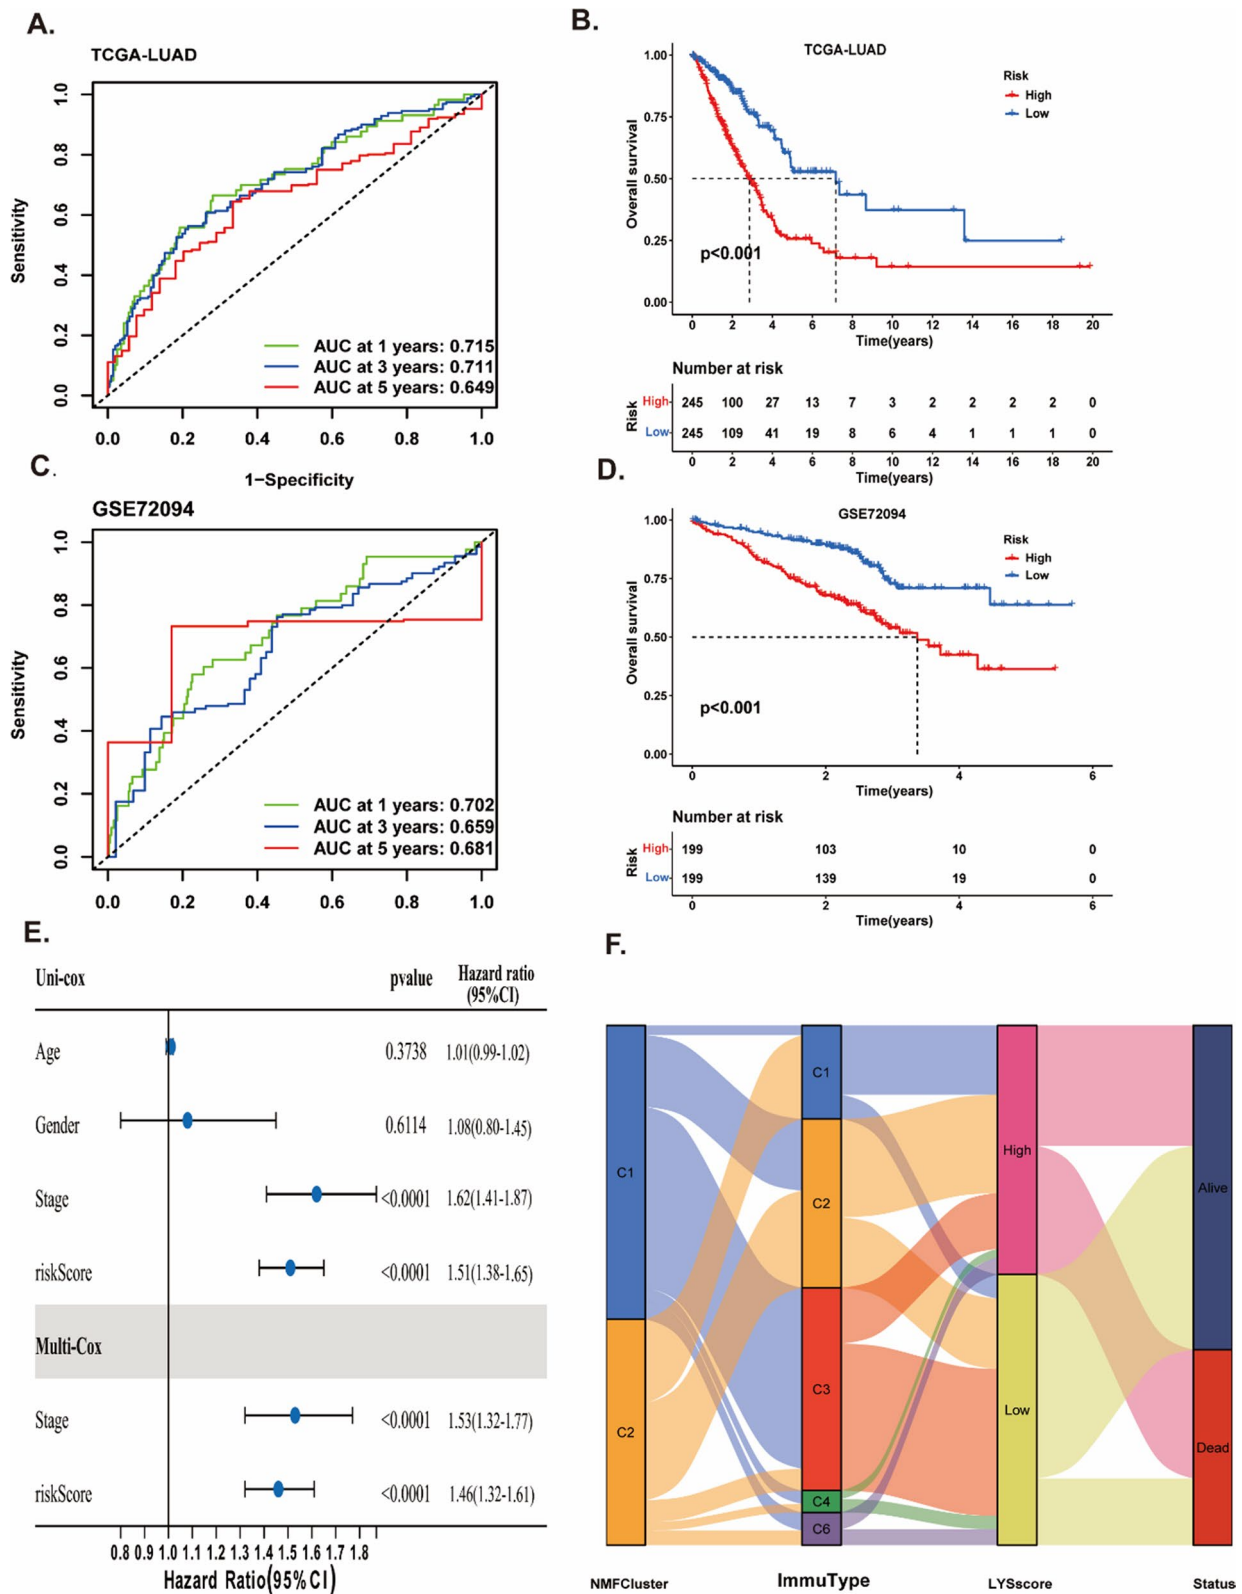 A.
TCGA-LUAD
Sensitivity
1.0
0.8
0.6
0.4
0.2
0.0
AUC at 1 years: 0.715
AUC at 3 years: 0.711
AUC at 5 years: 0.649
0.0 0.2 0.4 0.6 0.8 1.0
1−Specificity
B.
TCGA-LUAD
Risk
High
Low
Overall survival
1.00
0.75
0.50
0.25
0.00
p<0.001
0 2 4 6 8 10 12 14 16 18 20
Time(years)
Number at risk
Risk
High 245 100 27 13 7 3 2 2 2 2 0
Low 245 109 41 19 8 6 4 1 1 1 0
0 2 4 6 8 10 12 14 16 18 20
Time(years)
C.
GSE72094
Sensitivity
1.0
0.8
0.6
0.4
0.2
0.0
AUC at 1 years: 0.702
AUC at 3 years: 0.659
AUC at 5 years: 0.681
0.0 0.2 0.4 0.6 0.8 1.0
D.
GSE72094
Risk
High
Low
Overall survival
1.00
0.75
0.50
0.25
0.00
p<0.001
0 2 4 6
Time(years)
Number at risk
Risk
High 199 103 10 0
Low 199 139 19 0
0 2 4 6
Time(years)
E.
Uni-cox pvalue Hazard ratio
(95%CI)
Age 0.3738 1.01(0.99-1.02)
Gender 0.6114 1.08(0.80-1.45)
Stage <0.0001 1.62(1.41-1.87)
riskScore <0.0001 1.51(1.38-1.65)
Multi-Cox
Stage <0.0001 1.53(1.32-1.77)
riskScore <0.0001 1.46(1.32-1.61)
0.8 0.9 1.0 1.1 1.2 1.3 1.4 1.5 1.6 1.7 1.8
Hazard Ratio(95%CI)
F.
C1
C2
C1
C2
C3
C4
C6
High
Low
Alive
Dead
NMFCluster ImmuType LYSscore Status